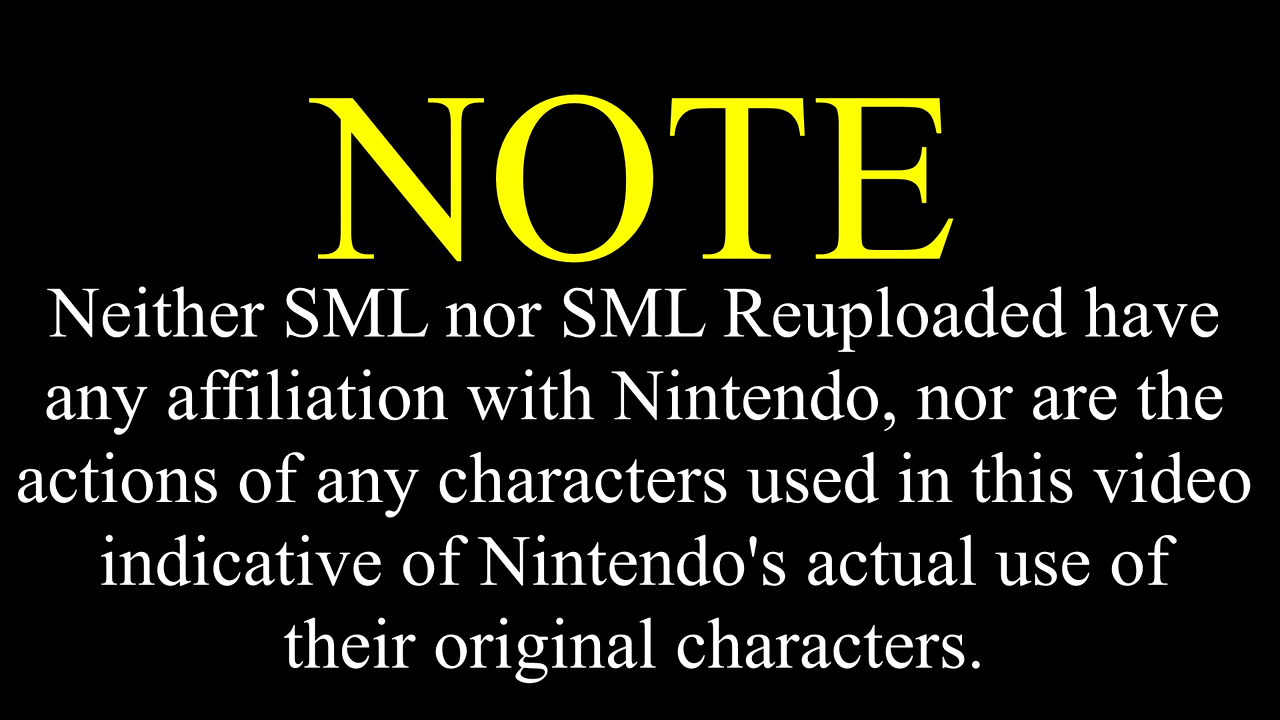 NOTE
Neither SML nor SML Reuploaded have
any affiliation with Nintendo, nor are the
actions of any characters used in this video
indicative of Nintendo's actual use of
their original characters.